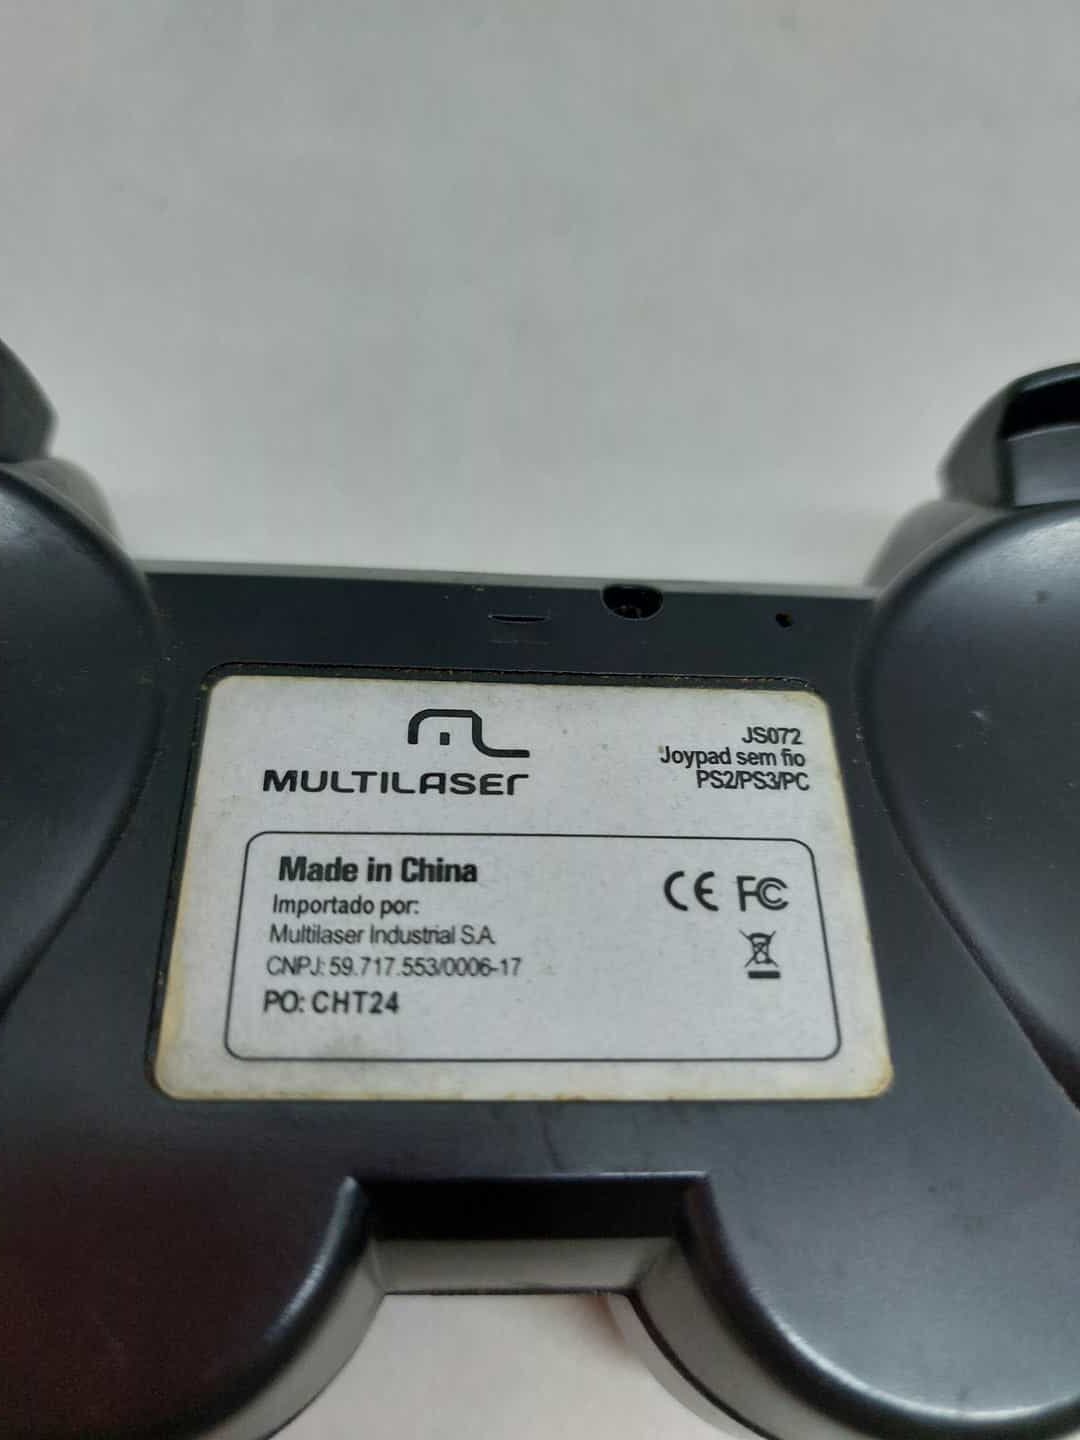 MULTILASER
JS072
Joypad sem fio
PS2/PS3/PC
Made in China
Importado por:
Multilaser Industrial S.A.
CNPJ: 59.717.553/0006-17
PO: CHT24
CE FC